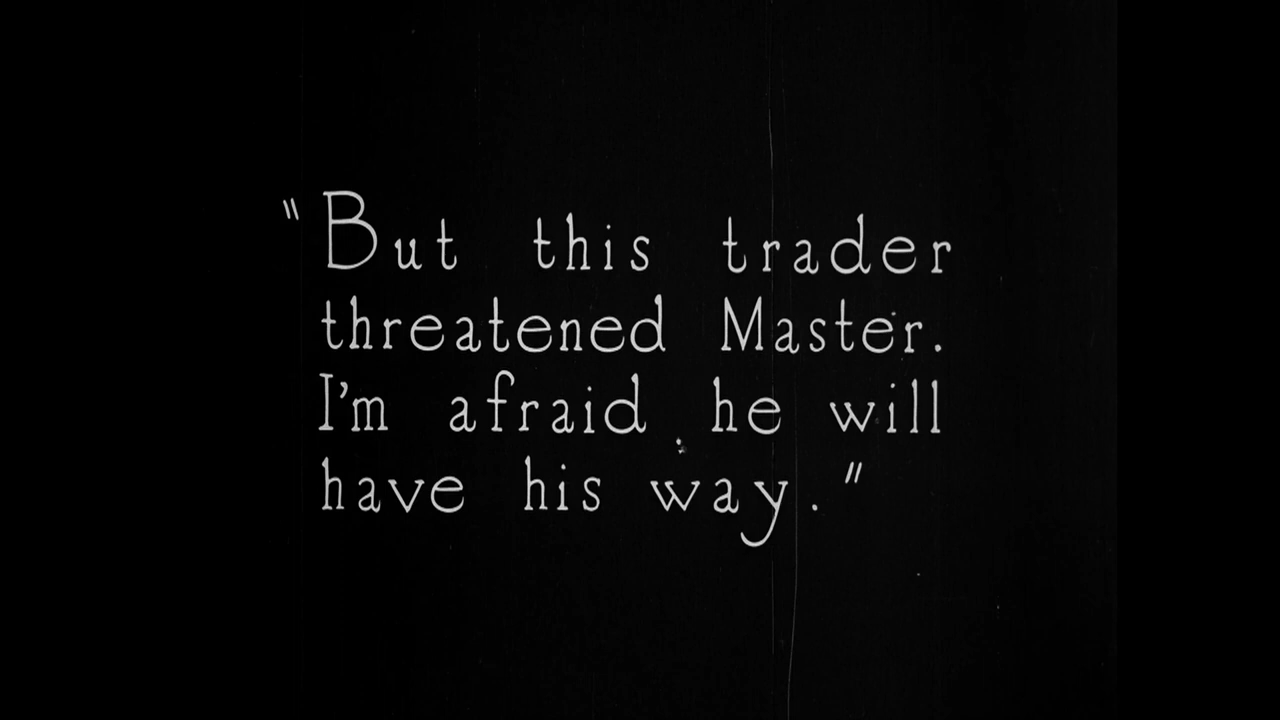 "But this trader
threatened Master.
I'm afraid he will
have his way."